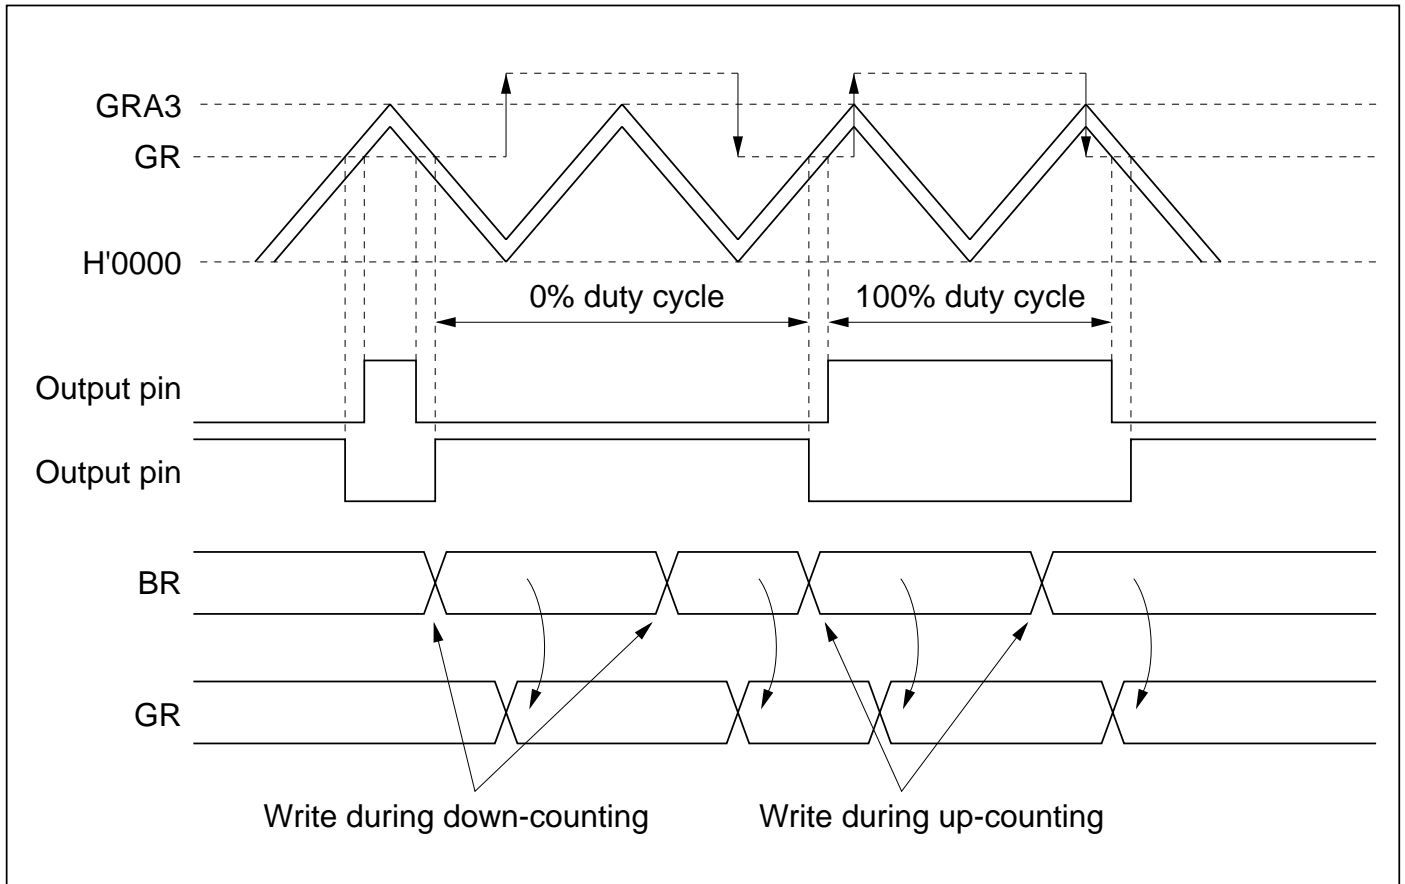 GRA3
GR
H'0000
0% duty cycle
100% duty cycle
Output pin
Output pin
BR
GR
Write during down-counting
Write during up-counting